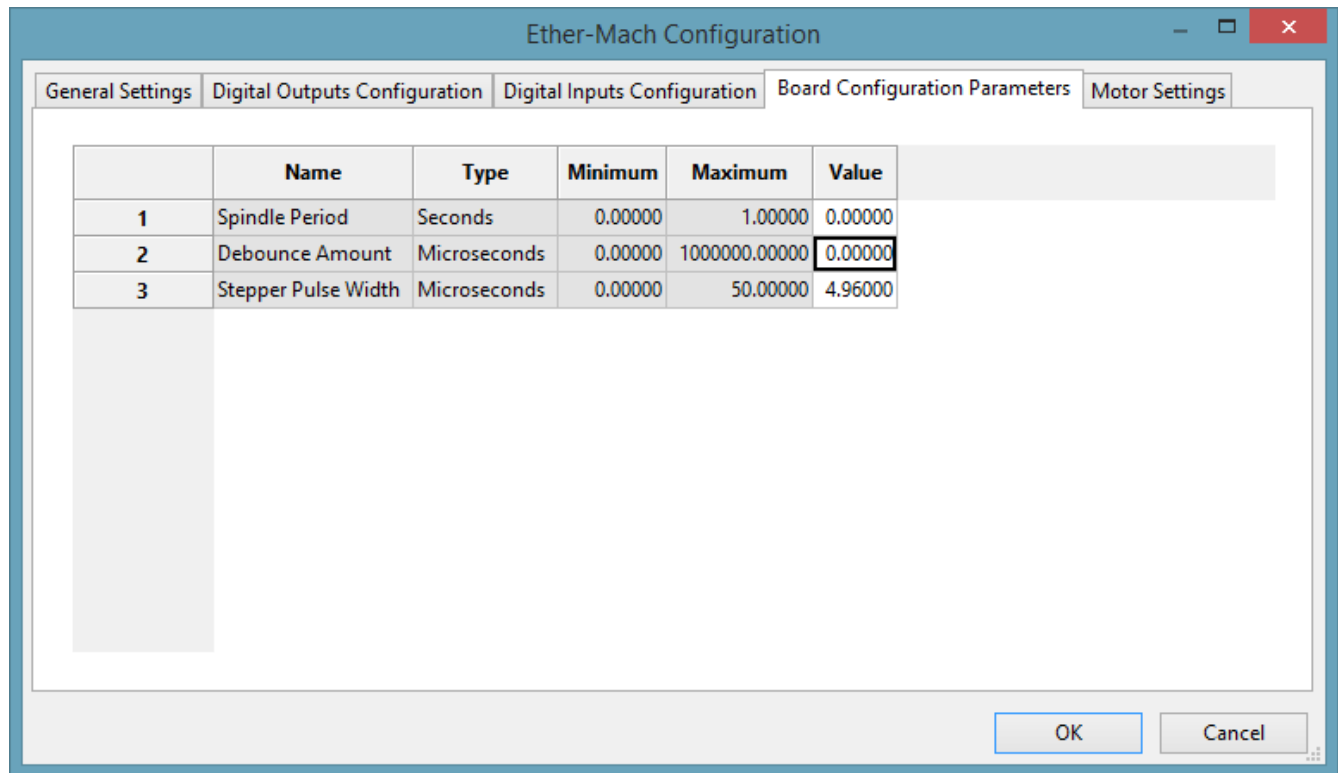 Ether-Mach Configuration
General Settings Digital Outputs Configuration Digital Inputs Configuration Board Configuration Parameters Motor Settings
Name Type Minimum Maximum Value
1 Spindle Period Seconds 0.00000 1.00000 0.00000
2 Debounce Amount Microseconds 0.00000 1000000.00000 0.00000
3 Stepper Pulse Width Microseconds 0.00000 50.00000 4.96000
OK Cancel